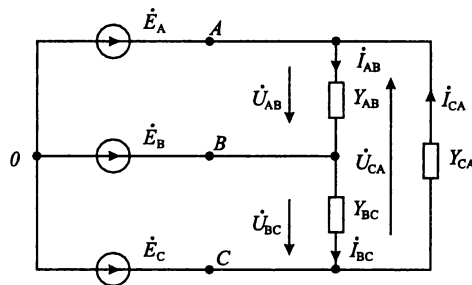 Ė_A A
İ_AB
U̇_AB Y_AB İ_CA
0 Ė_B B U̇_CA Y_CA
U̇_BC Y_BC
Ė_C C İ_BC